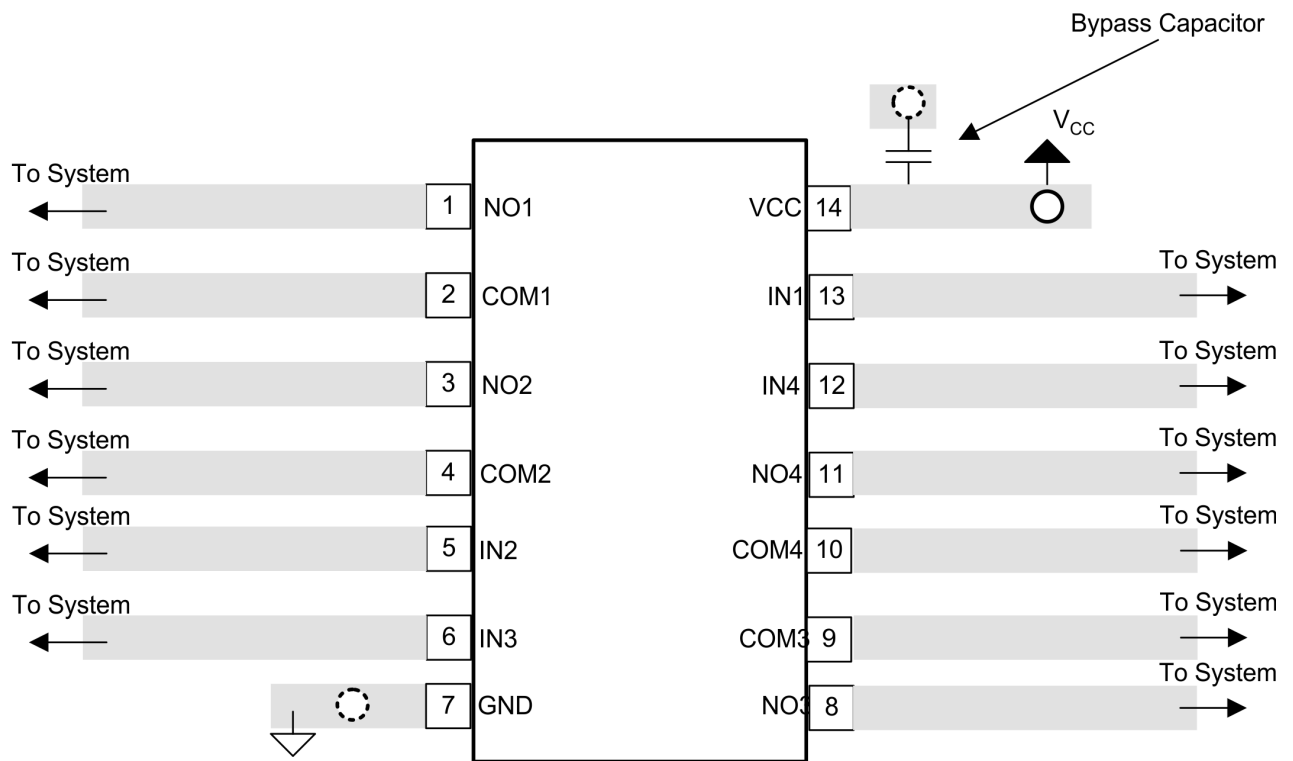 Bypass Capacitor
VCC
To System
1 NO1
VCC 14
To System
2 COM1
To System
IN1 13
To System
3 NO2
To System
IN4 12
To System
4 COM2
To System
NO4 11
To System
5 IN2
To System
COM4 10
To System
6 IN3
To System
COM3 9
To System
7 GND
NO3 8